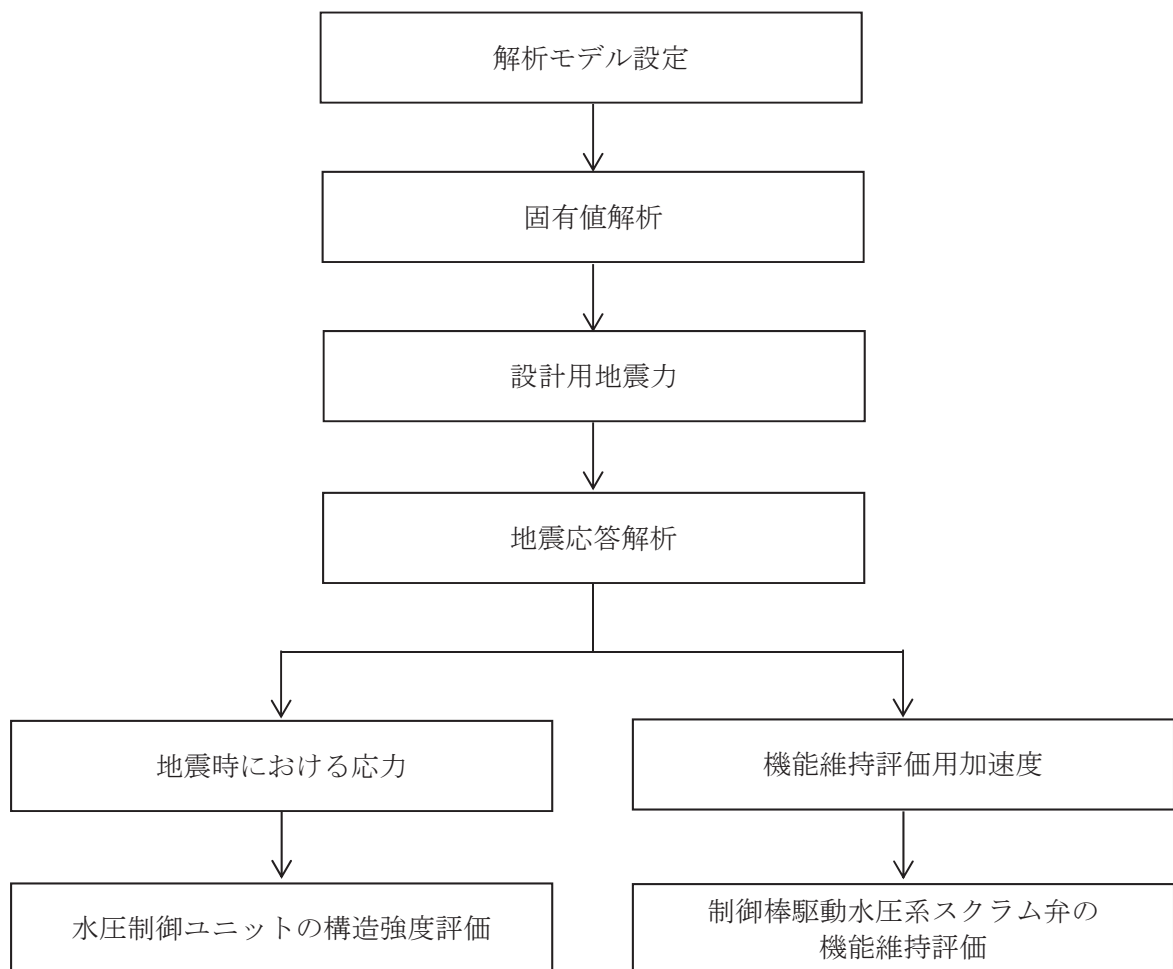 解析モデル設定
固有値解析
設計用地震力
地震応答解析
地震時における応力
機能維持評価用加速度
水圧制御ユニットの構造強度評価
制御棒駆動水圧系スクラム弁の
機能維持評価